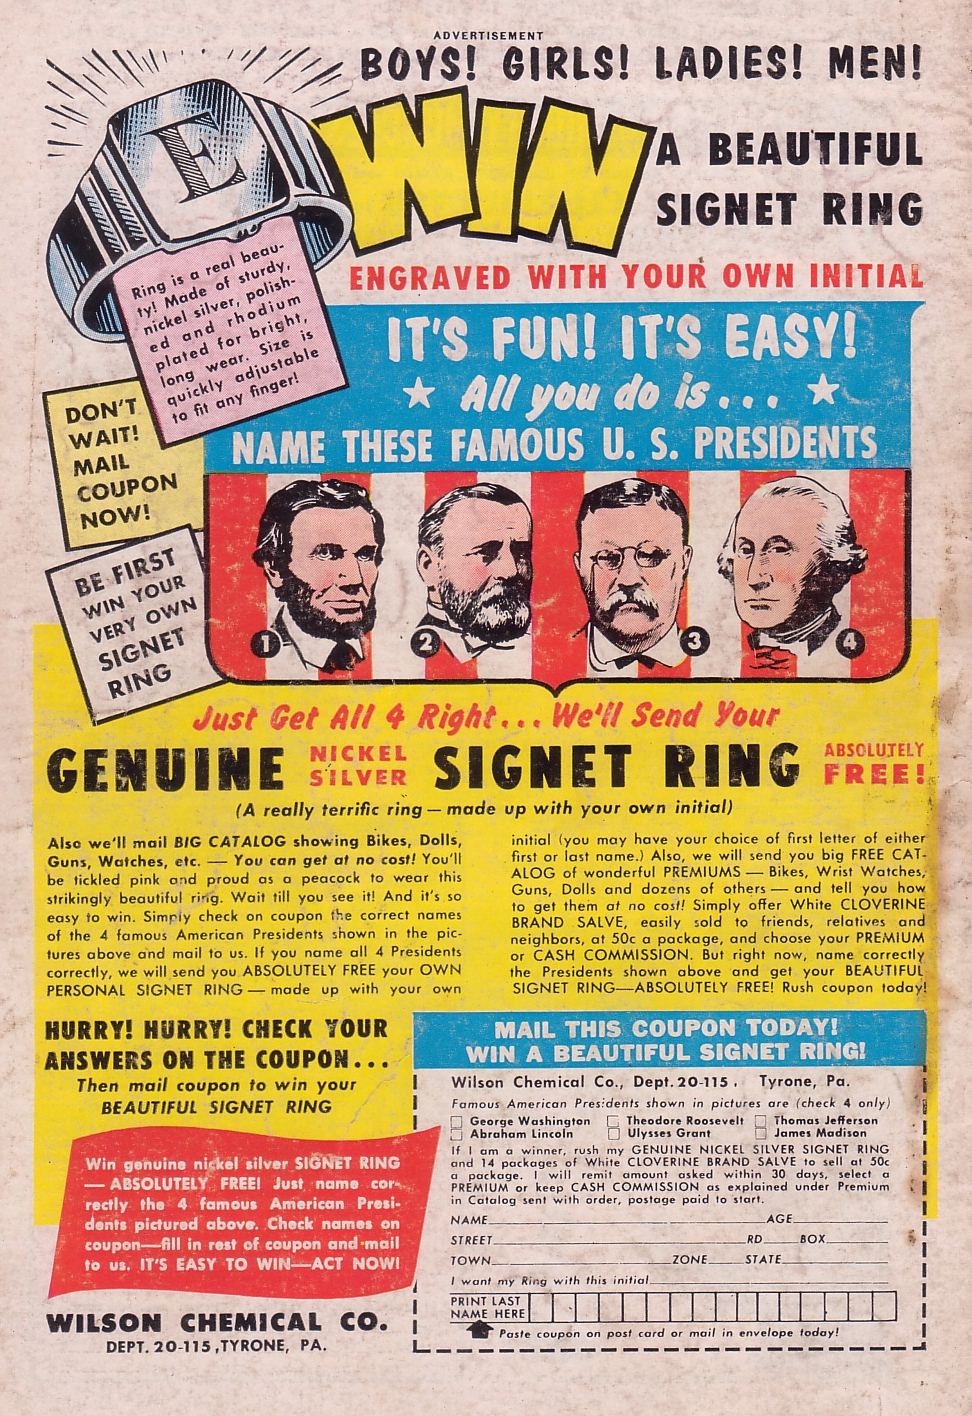 ADVERTISEMENT
BOYS! GIRLS! LADIES! MEN!
E
WIN
A BEAUTIFUL
SIGNET RING
ENGRAVED WITH YOUR OWN INITIAL
Ring is a real beau-
ty! Made of sturdy,
nickel silver, polish-
ed and rhodium
plated for bright,
long wear. Size is
quickly adjustable
to fit any finger!
IT'S FUN! IT'S EASY!
All you do is...
NAME THESE FAMOUS U. S. PRESIDENTS
DON'T
WAIT!
MAIL
COUPON
NOW!
BE FIRST
WIN YOUR
VERY OWN
SIGNET
RING
1
2
3
4
Just Get All 4 Right... We'll Send Your
GENUINE NICKEL SILVER SIGNET RING ABSOLUTELY FREE!
(A really terrific ring — made up with your own initial)
Also we'll mail BIG CATALOG showing Bikes, Dolls,
Guns, Watches, etc. — You can get at no cost! You'll
be tickled pink and proud as a peacock to wear this
strikingly beautiful ring. Wait till you see it! And it's so
easy to win. Simply check on coupon the correct names
of the 4 famous American Presidents shown in the pic-
tures above and mail to us. If you name all 4 Presidents
correctly, we will send you ABSOLUTELY FREE your OWN
PERSONAL SIGNET RING — made up with your own
initial (you may have your choice of first letter of either
first or last name.) Also, we will send you big FREE CAT-
ALOG of wonderful PREMIUMS — Bikes, Wrist Watches,
Guns, Dolls and dozens of others — and tell you how
to get them at no cost! Simply offer White CLOVERINE
BRAND SALVE, easily sold to friends, relatives and
neighbors, at 50c a package, and choose your PREMIUM
or CASH COMMISSION. But right now, name correctly
the Presidents shown above and get your BEAUTIFUL
SIGNET RING—ABSOLUTELY FREE! Rush coupon today!
HURRY! HURRY! CHECK YOUR
ANSWERS ON THE COUPON...
Then mail coupon to win your
BEAUTIFUL SIGNET RING
Win genuine nickel silver SIGNET RING
— ABSOLUTELY FREE! Just name cor-
rectly the 4 famous American Presi-
dents pictured above. Check names on
coupon—fill in rest of coupon and mail
to us. IT'S EASY TO WIN—ACT NOW!
WILSON CHEMICAL CO.
DEPT. 20-115, TYRONE, PA.
MAIL THIS COUPON TODAY!
WIN A BEAUTIFUL SIGNET RING!
Wilson Chemical Co., Dept. 20-115. Tyrone, Pa.
Famous American Presidents shown in pictures are (check 4 only)
George Washington Theodore Roosevelt Thomas Jefferson
Abraham Lincoln Ulysses Grant James Madison
If I am a winner, rush my GENUINE NICKEL SILVER SIGNET RING
and 14 packages of White CLOVERINE BRAND SALVE to sell at 50c
a package. I will remit amount asked within 30 days, select a
PREMIUM or keep CASH COMMISSION as explained under Premium
in Catalog sent with order, postage paid to start.
NAME AGE
STREET RD BOX
TOWN ZONE STATE
I want my Ring with this initial
PRINT LAST
NAME HERE
Paste coupon on post card or mail in envelope today!